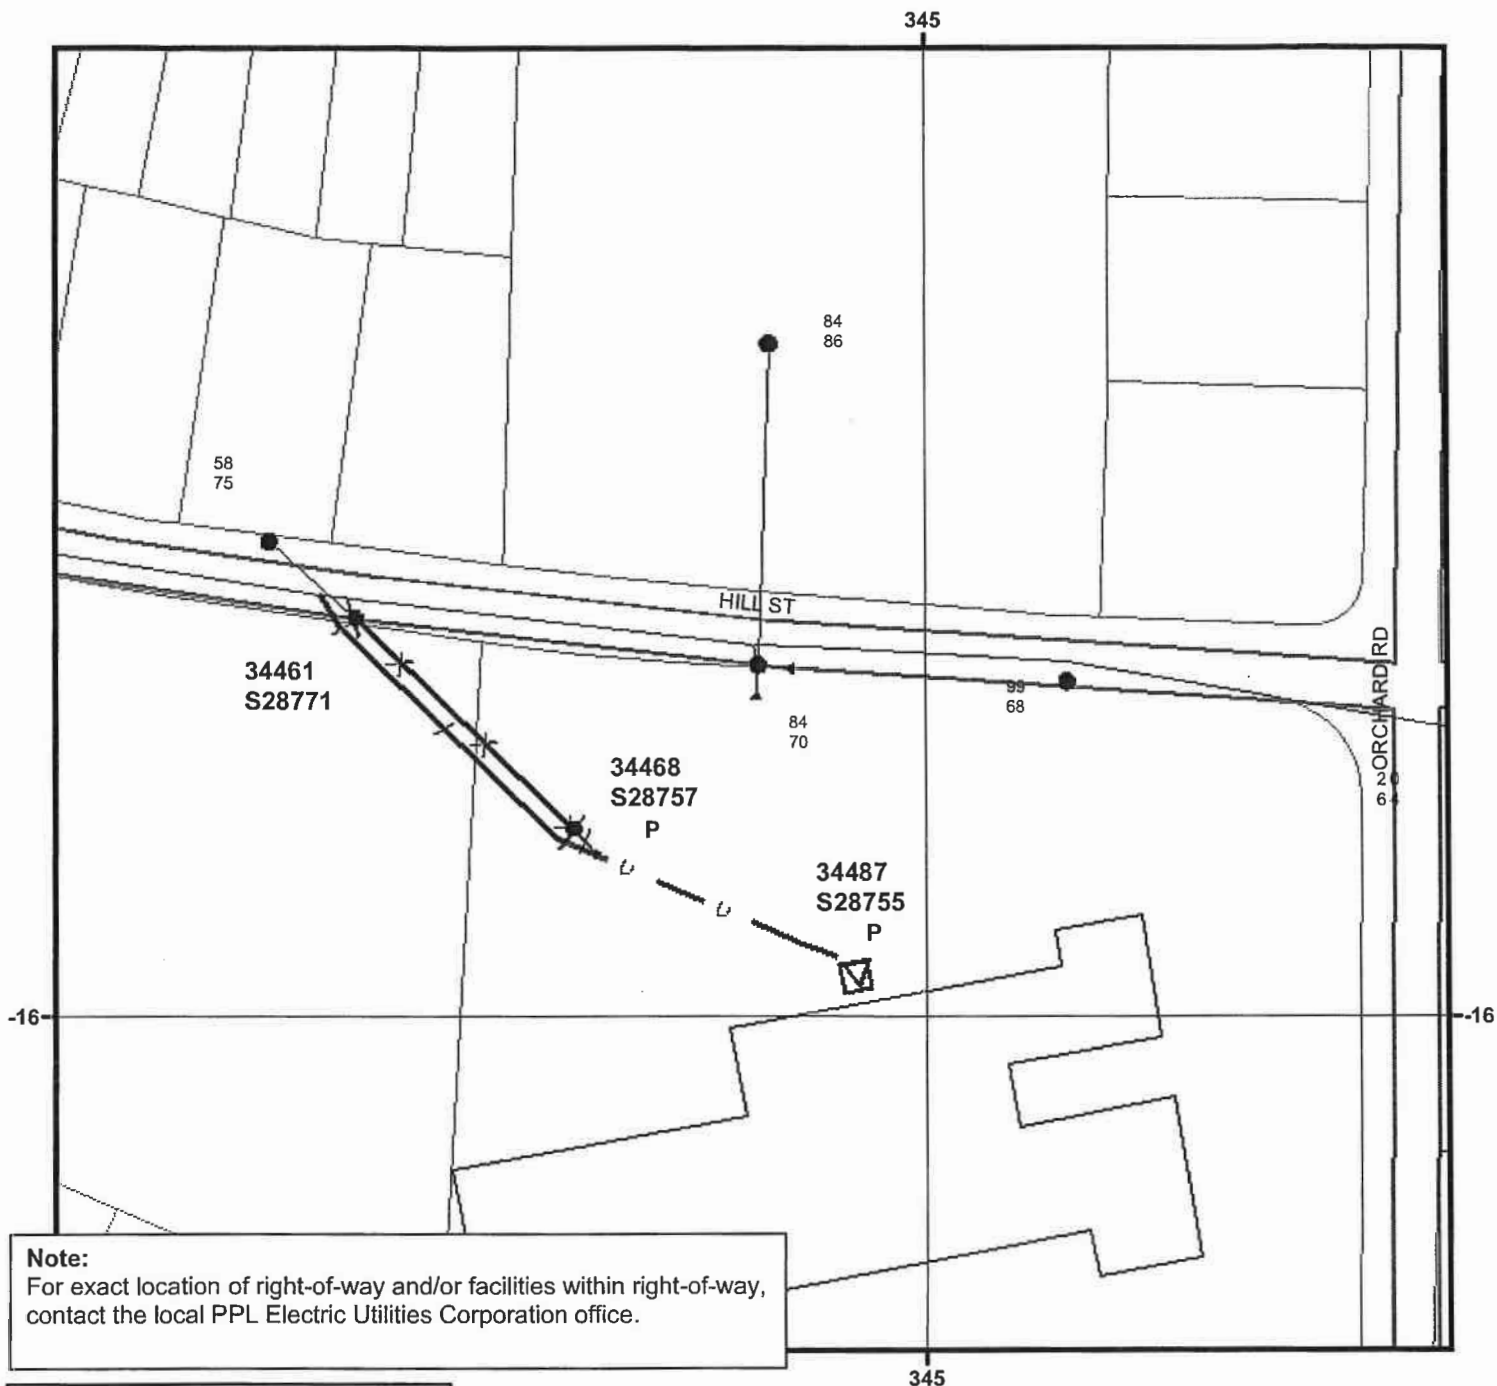 345
84
86
58
75
HILL ST
ORCHARD RD
34461
S28771
99
68
84
70
34468
S28757
P
20
64
34487
S28755
P
-16
-16
Note:
For exact location of right-of-way and/or facilities within right-of-way,
contact the local PPL Electric Utilities Corporation office.
345